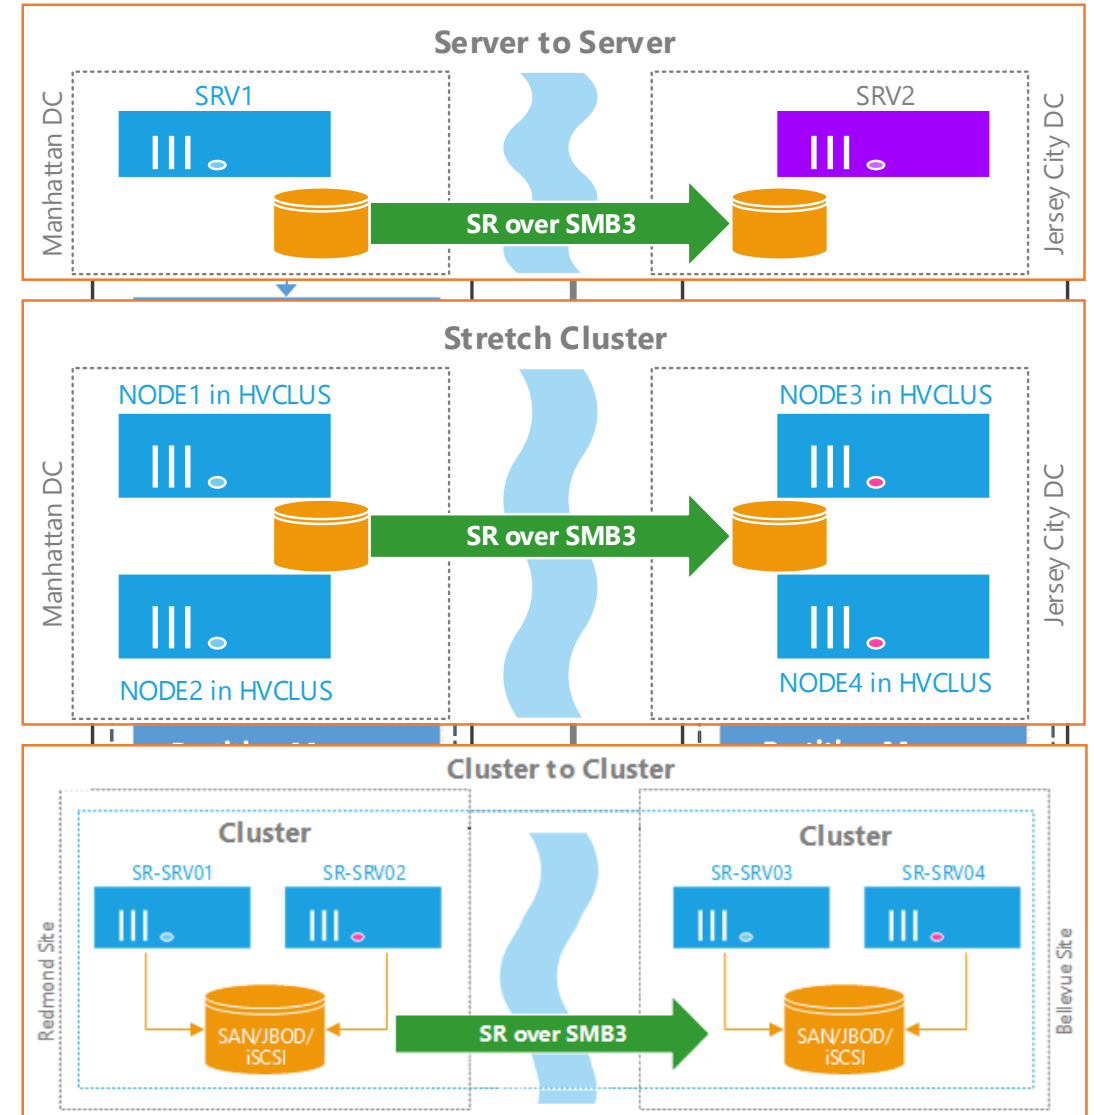 Server to Server
Manhattan DC
SRV1
SR over SMB3
SRV2
Jersey City DC
Stretch Cluster
Manhattan DC
NODE1 in HVCLUS
NODE2 in HVCLUS
SR over SMB3
NODE3 in HVCLUS
NODE4 in HVCLUS
Jersey City DC
Cluster to Cluster
Redmond Site
Cluster
SR-SRV01
SR-SRV02
SAN/JBOD/
iSCSI
SR over SMB3
Cluster
SR-SRV03
SR-SRV04
SAN/JBOD/
iSCSI
Bellevue Site